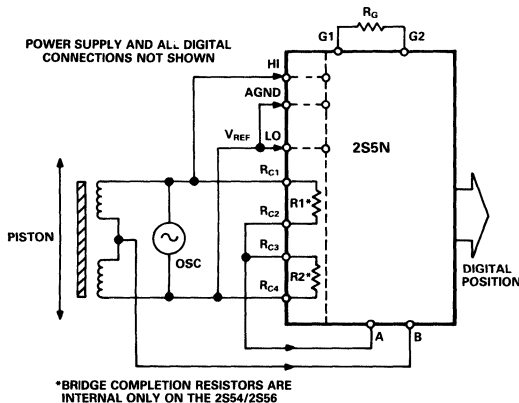 R_G
G1 G2
POWER SUPPLY AND ALL DIGITAL
CONNECTIONS NOT SHOWN
HI
AGND
V_REF LO
2S5N
R_C1
R1*
R_C2
PISTON
OSC
R_C3
R2*
R_C4
DIGITAL
POSITION
A B
*BRIDGE COMPLETION RESISTORS ARE
INTERNAL ONLY ON THE 2S54/2S56